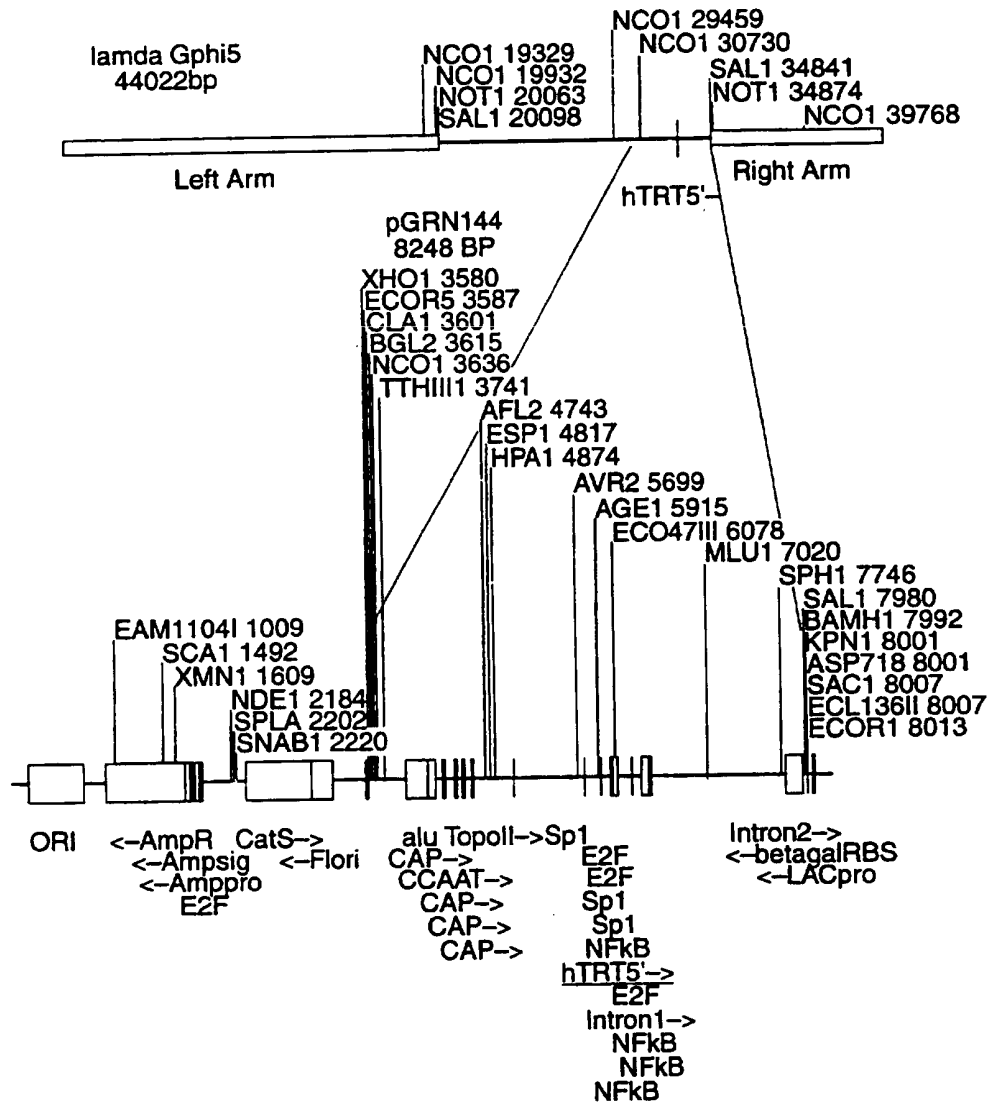 NCO1 29459
NCO1 30730
lamda Gphi5
44022bp
NCO1 19329
NCO1 19932
NOT1 20063
SAL1 20098
SAL1 34841
NOT1 34874
NCO1 39768
Left Arm
Right Arm
hTRT5'
pGRN144
8248 BP
XHO1 3580
ECOR5 3587
CLA1 3601
BGL2 3615
NCO1 3636
TTHIII1 3741
AFL2 4743
ESP1 4817
HPA1 4874
AVR2 5699
AGE1 5915
ECO47III 6078
MLU1 7020
SPH1 7746
SAL1 7980
BAMH1 7992
KPN1 8001
ASP718 8001
SAC1 8007
ECL136II 8007
ECOR1 8013
EAM1104I 1009
SCA1 1492
XMN1 1609
NDE1 2184
SPLA 2202
SNAB1 2220
ORI
<-AmpR
<-Ampsig
<-Amppro
E2F
CatS->
<-Flori
alu TopoII->Sp1
CAP->
CCAAT->
CAP->
CAP->
CAP->
E2F
E2F
Sp1
Sp1
NFkB
hTRT5'->
E2F
Intron1->
NFkB
NFkB
NFkB
Intron2->
<-betagalRBS
<-LACpro